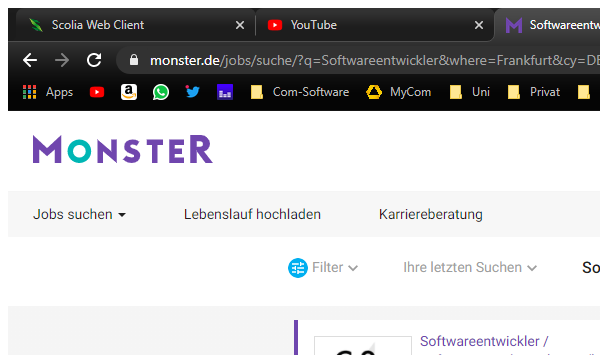 Scolia Web Client
YouTube
Softwareentw
monster.de/jobs/suche/?q=Softwareentwickler&where=Frankfurt&cy=DE
Apps
Com-Software
MyCom
Uni
Privat
MONSTER
Jobs suchen
Lebenslauf hochladen
Karriereberatung
Filter
Ihre letzten Suchen
So
Softwareentwickler /